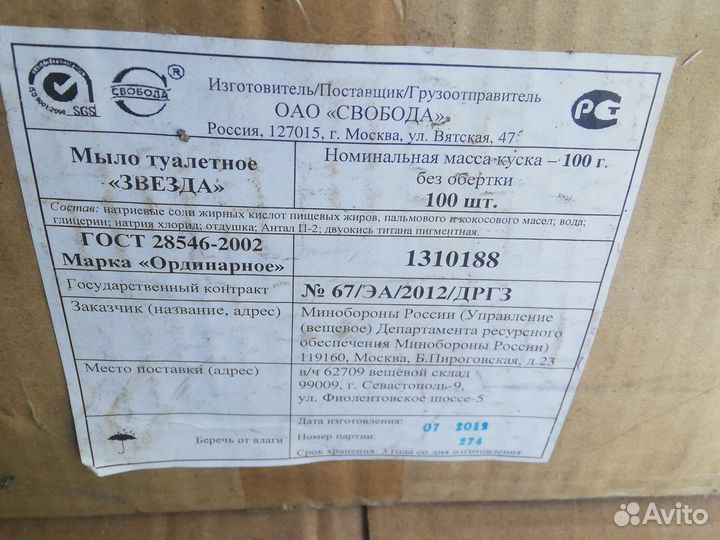 ISO 9001:2000 SGS
СВОБОДА ®
Изготовитель/Поставщик/Грузоотправитель
ОАО «СВОБОДА»
Россия, 127015, г. Москва, ул. Вятская, 47
РСТ
Мыло туалетное
«ЗВЕЗДА»
Номинальная масса куска – 100 г.
без обертки
100 шт.
Состав: натриевые соли жирных кислот пищевых жиров, пальмового и кокосового масел; вода;
глицерин; натрия хлорид; отдушка; Антал П-2; двуокись титана пигментная.
ГОСТ 28546-2002
Марка «Ординарное»
1310188
Государственный контракт
№ 67/ЭА/2012/ДРГЗ
Заказчик (название, адрес)
Минобороны России (Управление
(вещевое) Департамента ресурсного
обеспечения Минобороны России)
119160, Москва, Б.Пироговская, д.23
Место поставки (адрес)
в/ч 62709 вещевой склад
99009, г. Севастополь-9,
ул. Фиолентовское шоссе-5
Беречь от влаги
Дата изготовления: 07 2012
Номер партии: 274
Срок хранения: 3 года со дня изготовления
Avito